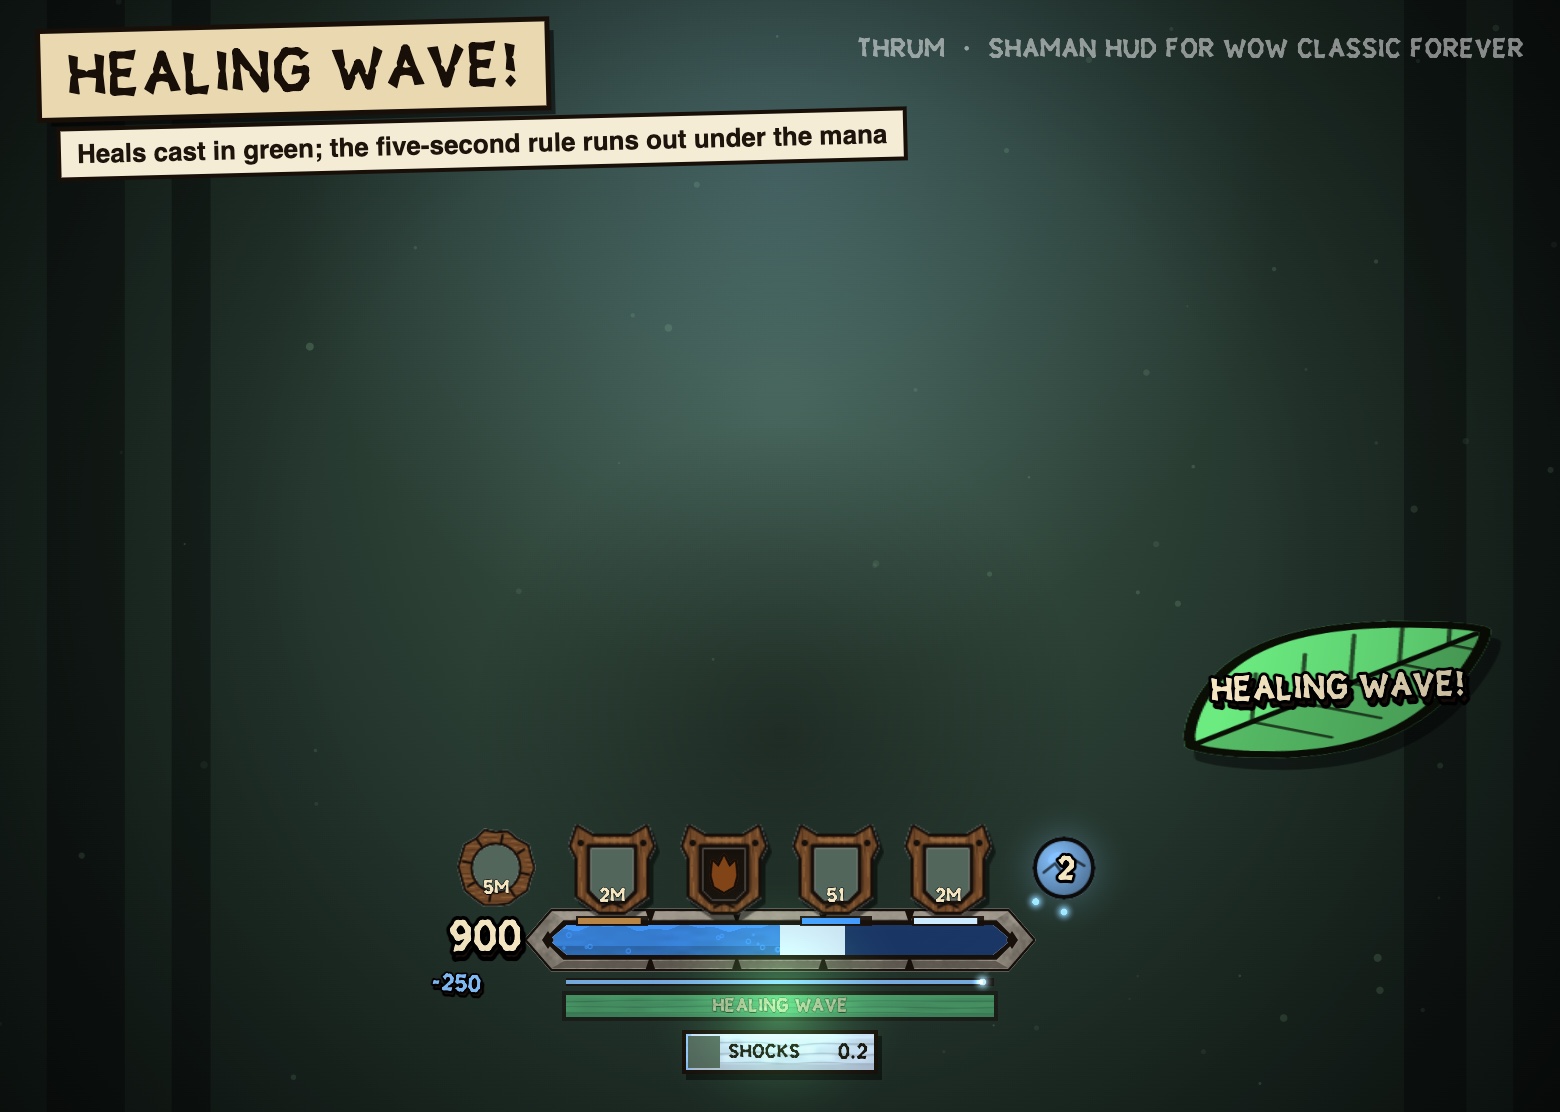 HEALING WAVE!
THRUM · SHAMAN HUD FOR WOW CLASSIC FOREVER
Heals cast in green; the five-second rule runs out under the mana
HEALING WAVE!
5M
2M
51
2M
2
900
-250
HEALING WAVE
SHOCKS 0.2